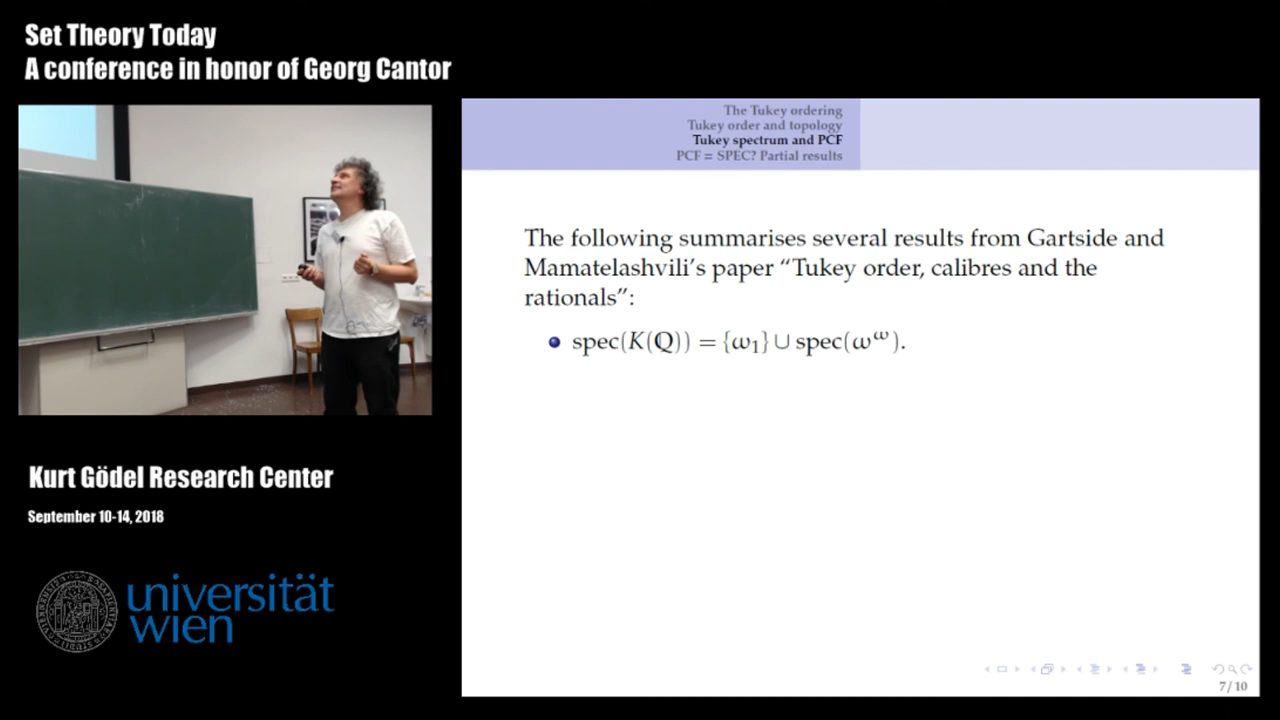 Set Theory Today
A conference in honor of Georg Cantor
The Tukey ordering
Tukey order and topology
Tukey spectrum and PCF
PCF = SPEC? Partial results
The following summarises several results from Gartside and
Mamatelashvili’s paper “Tukey order, calibres and the
rationals”:
spec(K(Q)) = {ω₁} ∪ spec(ω^ω).
Kurt Gödel Research Center
September 10-14, 2018
universität
wien
7/10